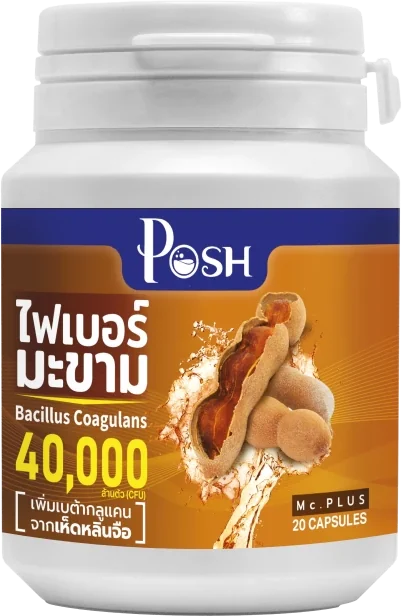 POSH
ไฟเบอร์
มะขาม
Bacillus Coagulans
40,000
ล้านตัว (CFU)
เพิ่มเบต้ากลูแคน
จากเห็ดหลินจือ
Mc.PLUS
20 CAPSULES